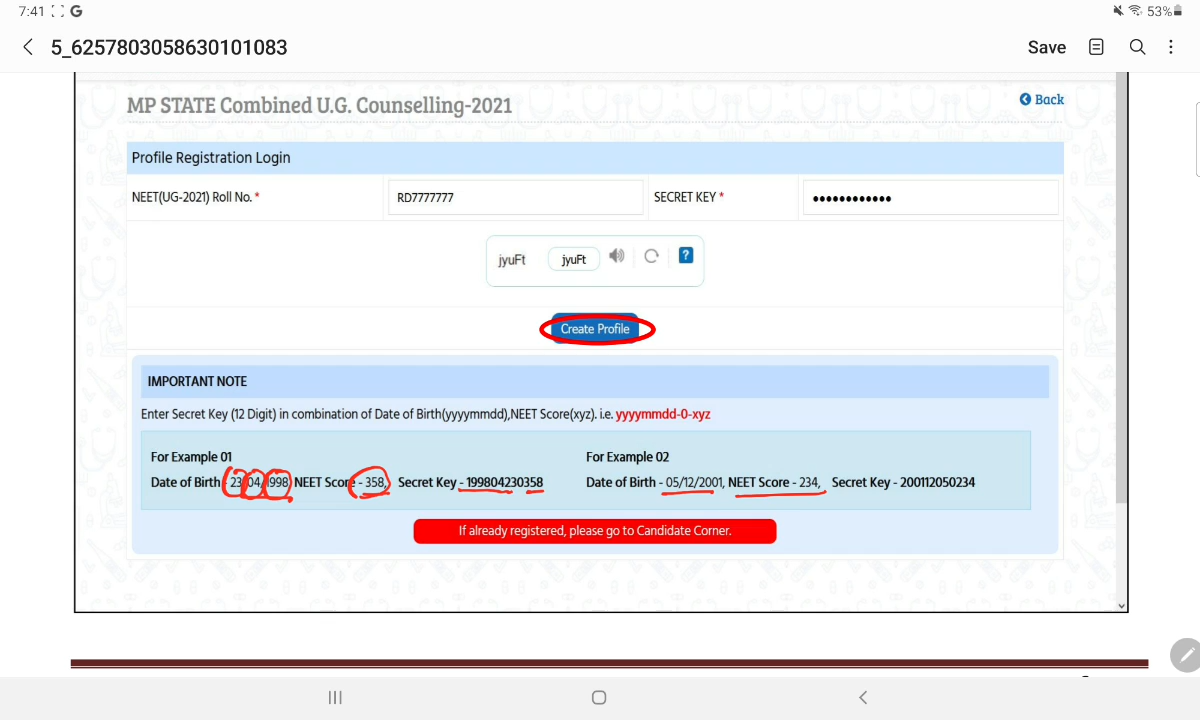 7:41 G 53%
5_6257803058630101083 Save
MP STATE Combined U.G. Counselling-2021 Back
Profile Registration Login
NEET(UG-2021) Roll No. * RD7777777 SECRET KEY * ••••••••••••
jyuFt jyuFt ?
Create Profile
IMPORTANT NOTE
Enter Secret Key (12 Digit) in combination of Date of Birth(yyyymmdd),NEET Score(xyz). i.e. yyyymmdd-0-xyz
For Example 01 For Example 02
Date of Birth - 23/04/1998, NEET Score - 358, Secret Key - 199804230358 Date of Birth - 05/12/2001, NEET Score - 234, Secret Key - 200112050234
If already registered, please go to Candidate Corner.